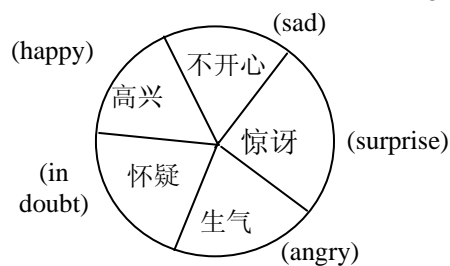 (sad)
(happy)
不开心
高兴
惊讶
(surprise)
怀疑
(in
doubt)
生气
(angry)